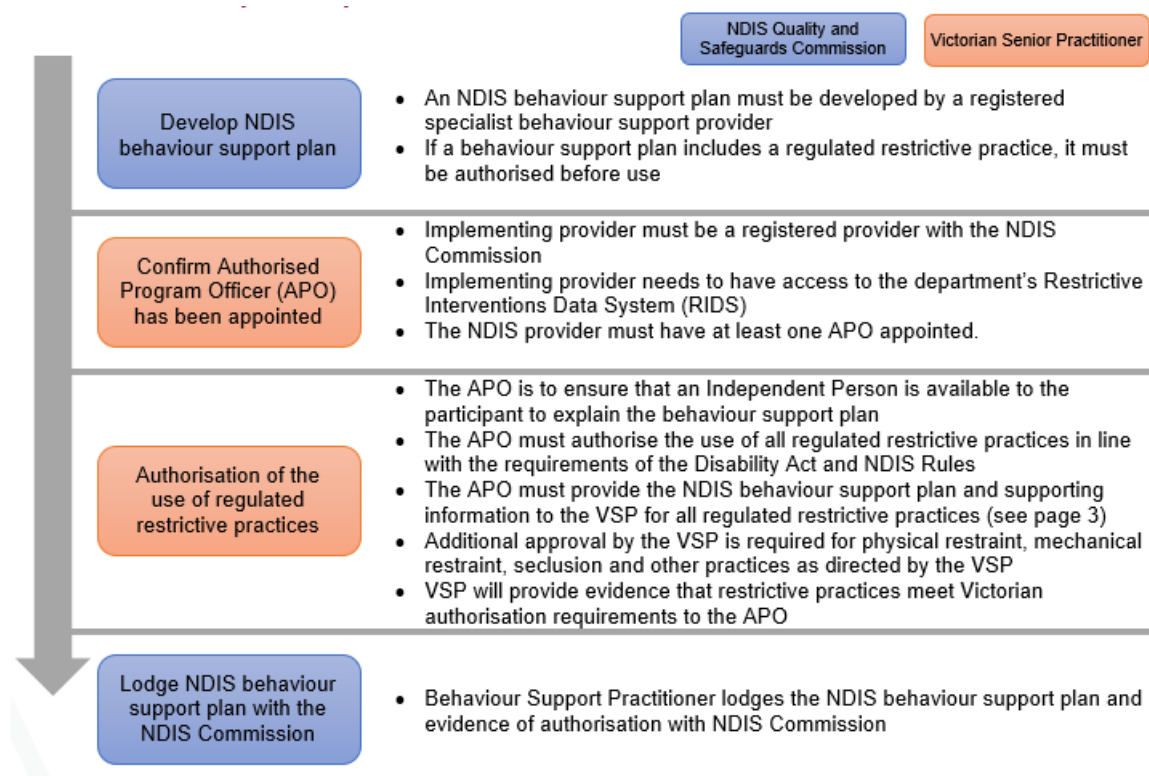 NDIS Quality and
Safeguards Commission
Victorian Senior Practitioner
Develop NDIS
behaviour support plan
• An NDIS behaviour support plan must be developed by a registered
specialist behaviour support provider
• If a behaviour support plan includes a regulated restrictive practice, it must
be authorised before use
Confirm Authorised
Program Officer (APO)
has been appointed
• Implementing provider must be a registered provider with the NDIS
Commission
• Implementing provider needs to have access to the department's Restrictive
Interventions Data System (RIDS)
• The NDIS provider must have at least one APO appointed.
Authorisation of the
use of regulated
restrictive practices
• The APO is to ensure that an Independent Person is available to the
participant to explain the behaviour support plan
• The APO must authorise the use of all regulated restrictive practices in line
with the requirements of the Disability Act and NDIS Rules
• The APO must provide the NDIS behaviour support plan and supporting
information to the VSP for all regulated restrictive practices (see page 3)
• Additional approval by the VSP is required for physical restraint, mechanical
restraint, seclusion and other practices as directed by the VSP
• VSP will provide evidence that restrictive practices meet Victorian
authorisation requirements to the APO
Lodge NDIS behaviour
support plan with the
NDIS Commission
• Behaviour Support Practitioner lodges the NDIS behaviour support plan and
evidence of authorisation with NDIS Commission